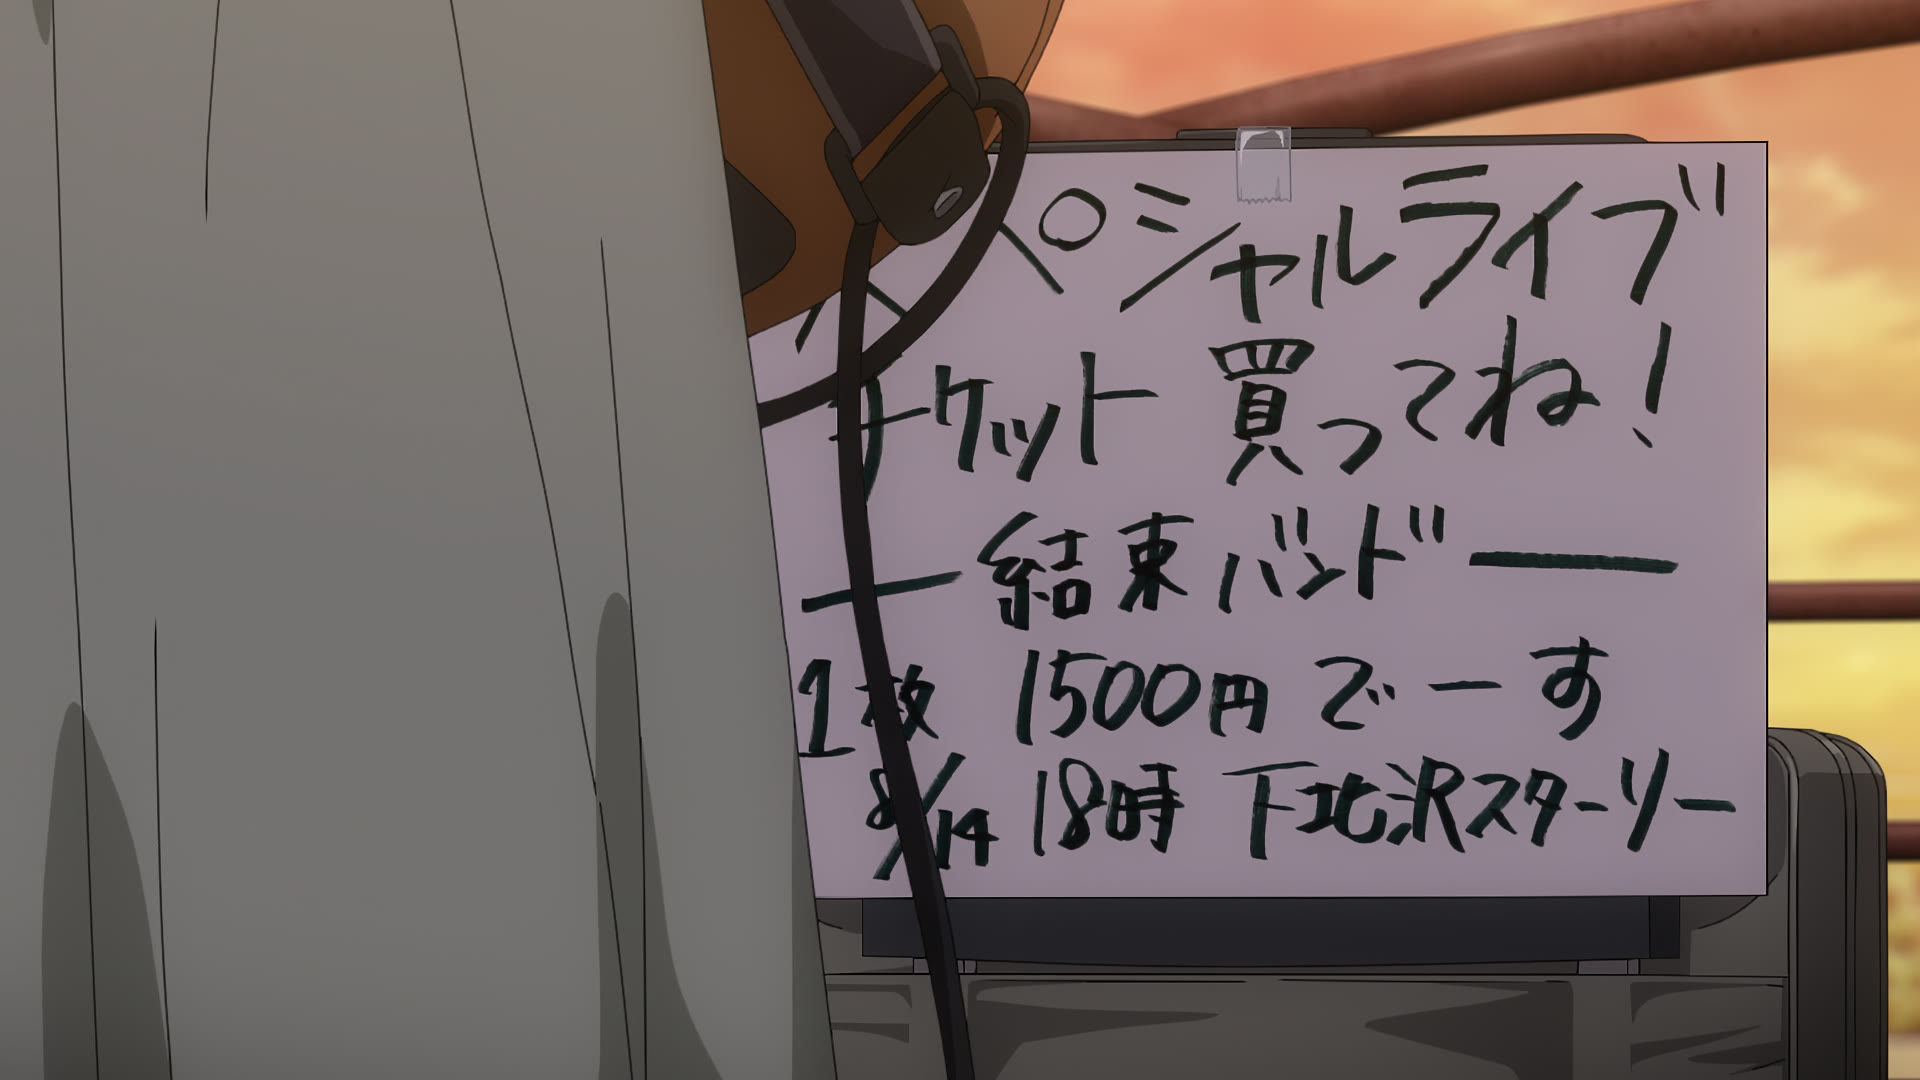 スペシャルライブ
チケット 買ってね!
― 結束バンド ―
1枚 1500円 でーす
8/14 18時 下北沢スターリー